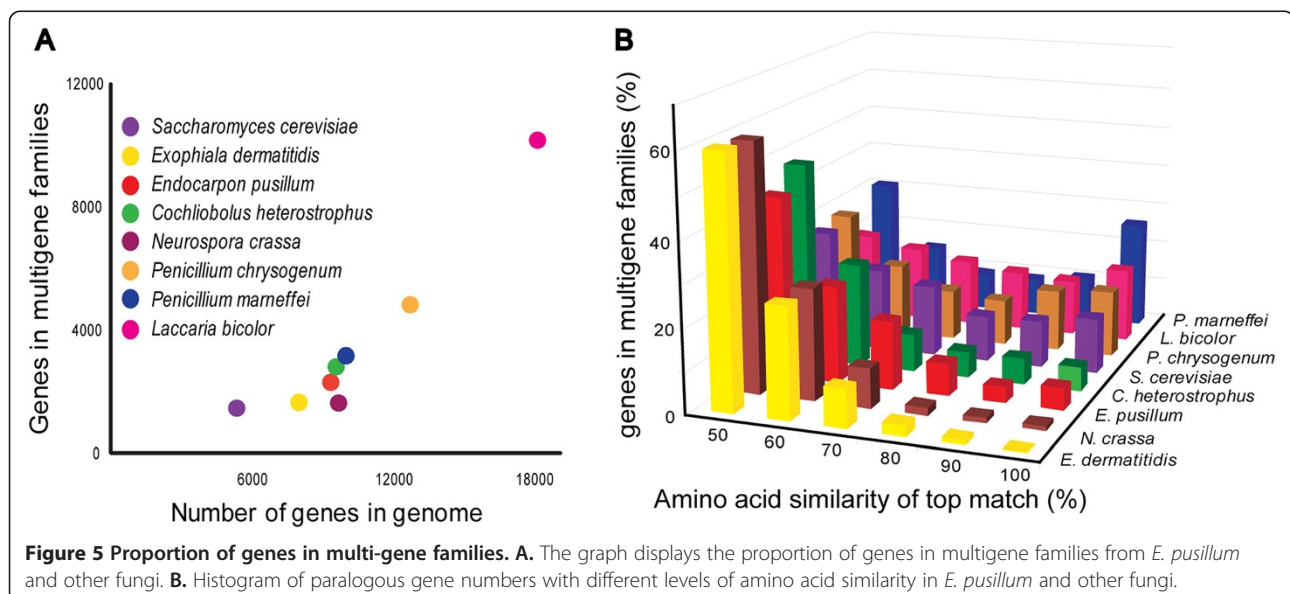 A
12000
8000
4000
0
Genes in multigene families
Saccharomyces cerevisiae
Exophiala dermatitidis
Endocarpon pusillum
Cochliobolus heterostrophus
Neurospora crassa
Penicillium chrysogenum
Penicillium marneffei
Laccaria bicolor
6000 12000 18000
Number of genes in genome
B
genes in multigene families (%)
60
40
20
0
50 60 70 80 90 100
Amino acid similarity of top match (%)
P. marneffei
L. bicolor
P. chrysogenum
S. cerevisiae
C. heterostrophus
E. pusillum
N. crassa
E. dermatitidis
Figure 5 Proportion of genes in multi-gene families. A. The graph displays the proportion of genes in multigene families from E. pusillum
and other fungi. B. Histogram of paralogous gene numbers with different levels of amino acid similarity in E. pusillum and other fungi.